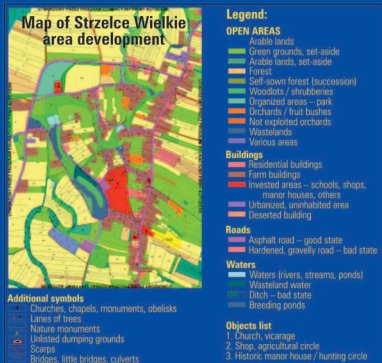 Map of Strzelce Wielkie
area development
Legend:
OPEN AREAS
Arable lands
Green grounds, set-aside
Arable lands, set-aside
Forest
Self-sown forest (succession)
Woodlots / shrubberies
Organized areas – park
Orchards / fruit bushes
Not exploited orchards
Wastelands
Various areas
Buildings
Residential buildings
Farm buildings
Invested areas – schools, shops,
manor houses, others
Urbanized, uninhabited area
Deserted building
Roads
Asphalt road – good state
Hardened, gravelly road – bad state
Waters
Waters (rivers, streams, ponds)
Wasteland water
Ditch – bad state
Breeding ponds
Additional symbols
Churches, chapels, monuments, obelisks
Lanes of trees
Nature monuments
Unlisted dumping grounds
Scarps
Bridges, little bridges, culverts
Objects list
1. Church, vicarage
2. Shop, agricultural circle
3. Historic manor house / hunting circle